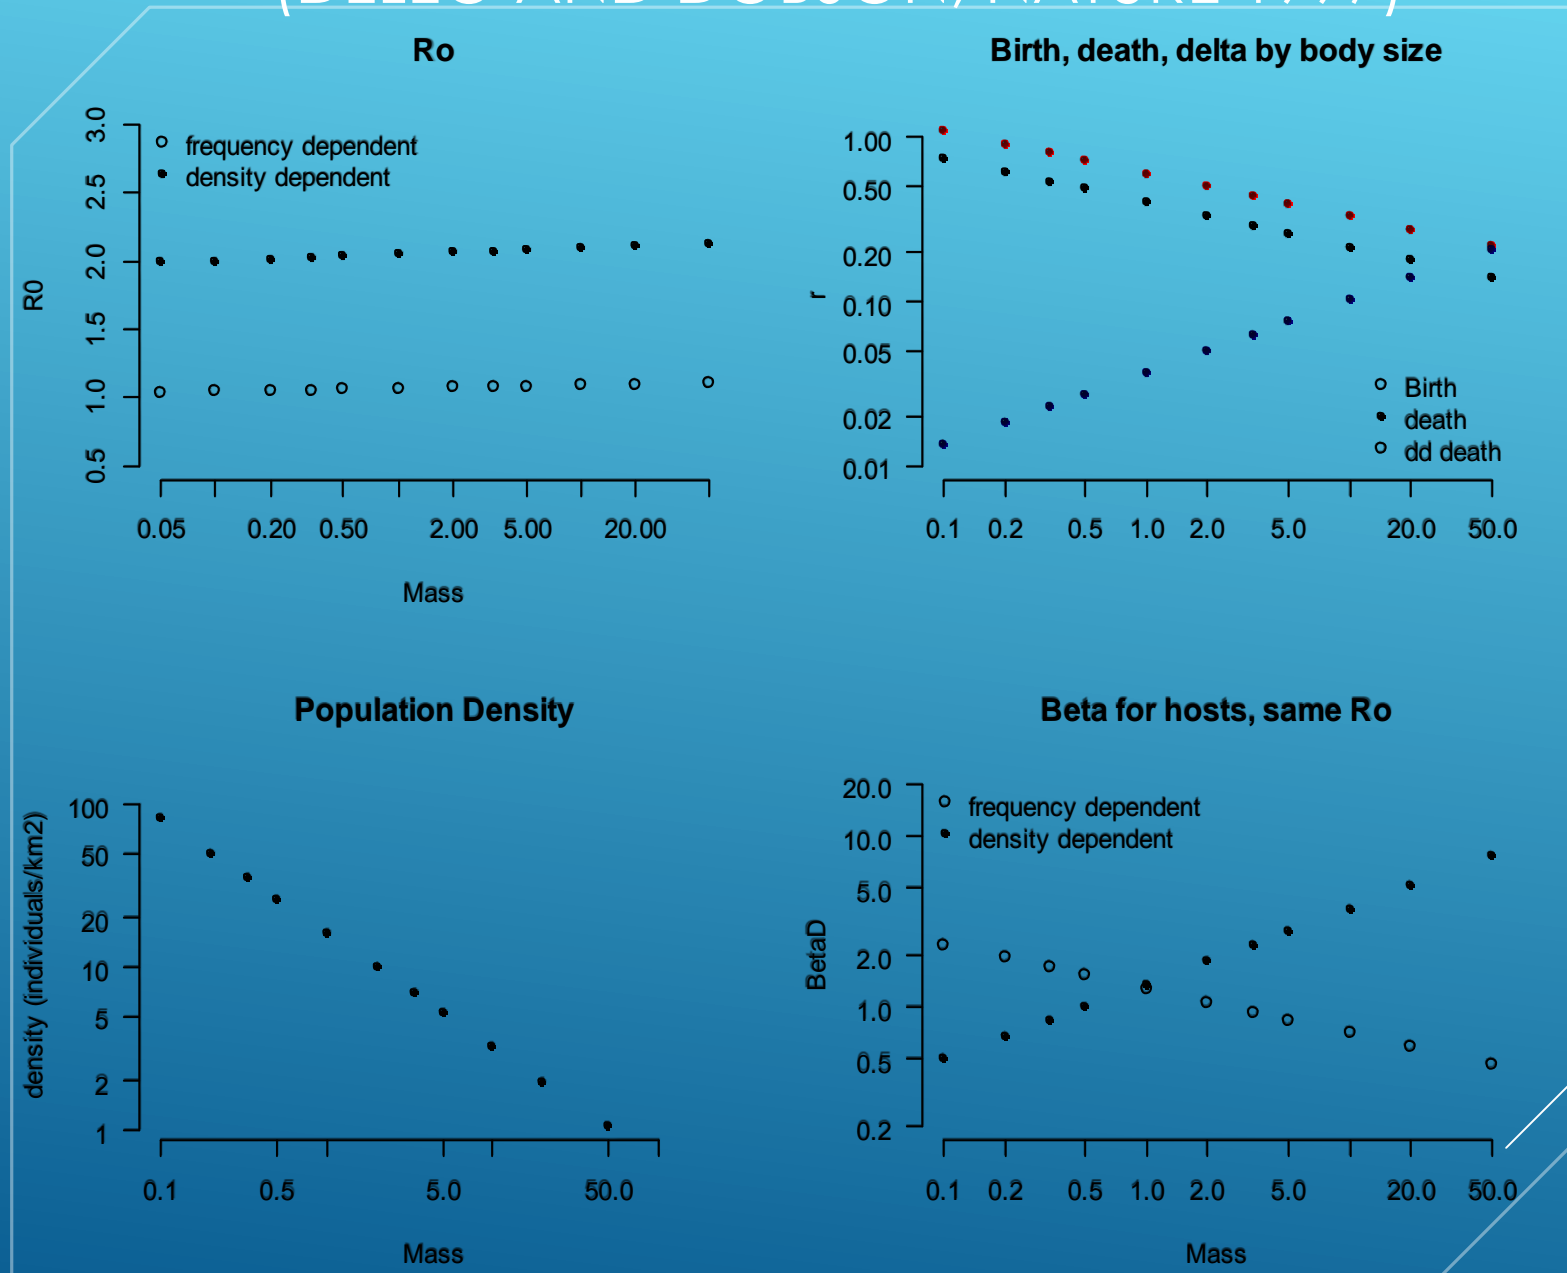 Ro
3.0
2.5
2.0
1.5
1.0
0.5
R0
frequency dependent
density dependent
0.05 0.20 0.50 2.00 5.00 20.00
Mass
Birth, death, delta by body size
1.00
0.50
0.20
0.10
0.05
0.02
0.01
r
Birth
death
dd death
0.1 0.2 0.5 1.0 2.0 5.0 20.0 50.0
Population Density
100
50
20
10
5
2
1
density (individuals/km2)
0.1 0.5 5.0 50.0
Mass
Beta for hosts, same Ro
20.0
10.0
5.0
2.0
1.0
0.5
0.2
BetaD
frequency dependent
density dependent
0.1 0.2 0.5 1.0 2.0 5.0 20.0 50.0
Mass